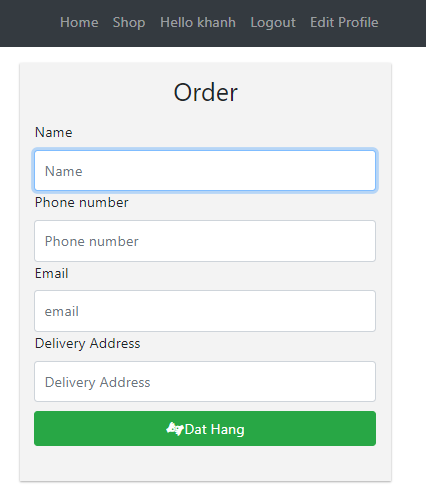 Home Shop Hello khanh Logout Edit Profile
Order
Name
Name
Phone number
Phone number
Email
email
Delivery Address
Delivery Address
Dat Hang